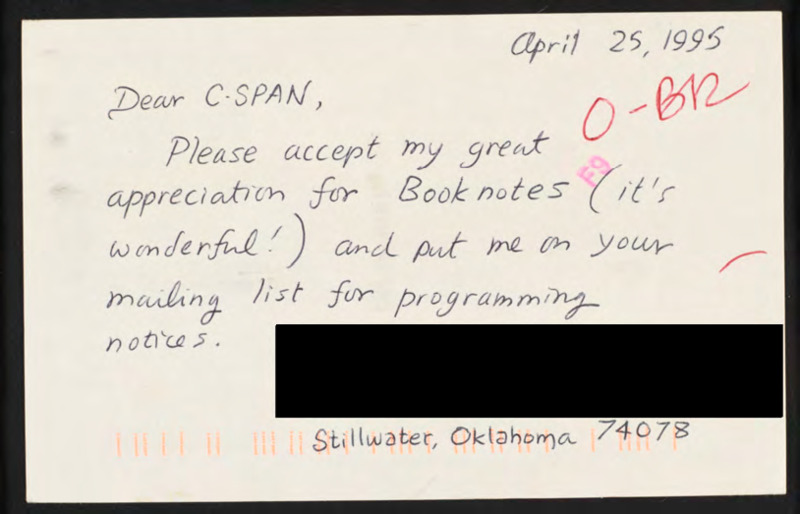 April 25, 1995
Dear C-SPAN,
O-BR
Please accept my great
F9
appreciation for Booknotes (it's
wonderful!) and put me on your
mailing list for programming
notices.
Stillwater, Oklahoma 74078